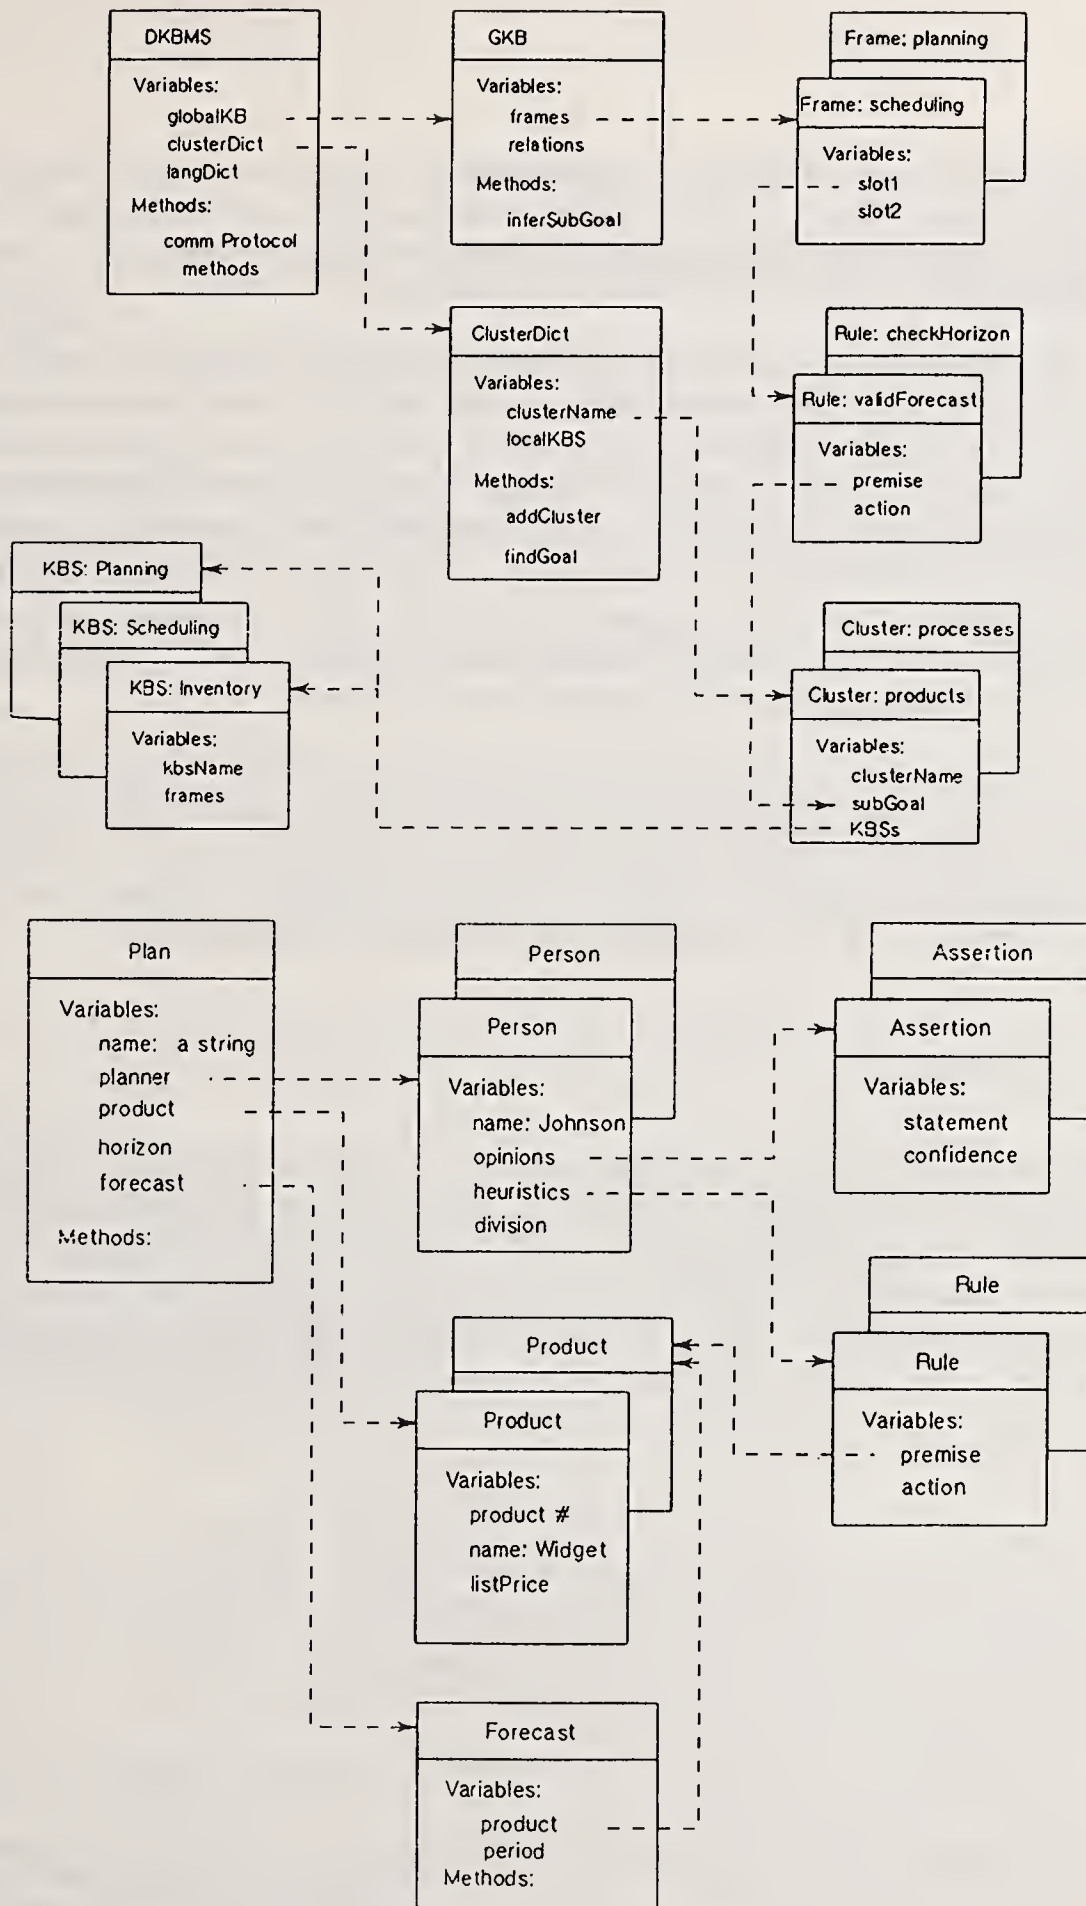 DKBMS
Variables:
globalKB
clusterDict
langDict
Methods:
comm Protocol
methods
GKB
Variables:
frames
relations
Methods:
inferSubGoal
Frame: planning
Frame: scheduling
Variables:
slot1
slot2
ClusterDict
Variables:
clusterName
localKBS
Methods:
addCluster
findGoal
Rule: checkHorizon
Rule: validForecast
Variables:
premise
action
KBS: Planning
KBS: Scheduling
KBS: Inventory
Variables:
kbsName
frames
Cluster: processes
Cluster: products
Variables:
clusterName
subGoal
KBSs
Plan
Variables:
name: a string
planner
product
horizon
forecast
Methods:
Person
Person
Variables:
name: Johnson
opinions
heuristics
division
Assertion
Assertion
Variables:
statement
confidence
Product
Product
Variables:
product #
name: Widget
listPrice
Rule
Rule
Variables:
premise
action
Forecast
Variables:
product
period
Methods: